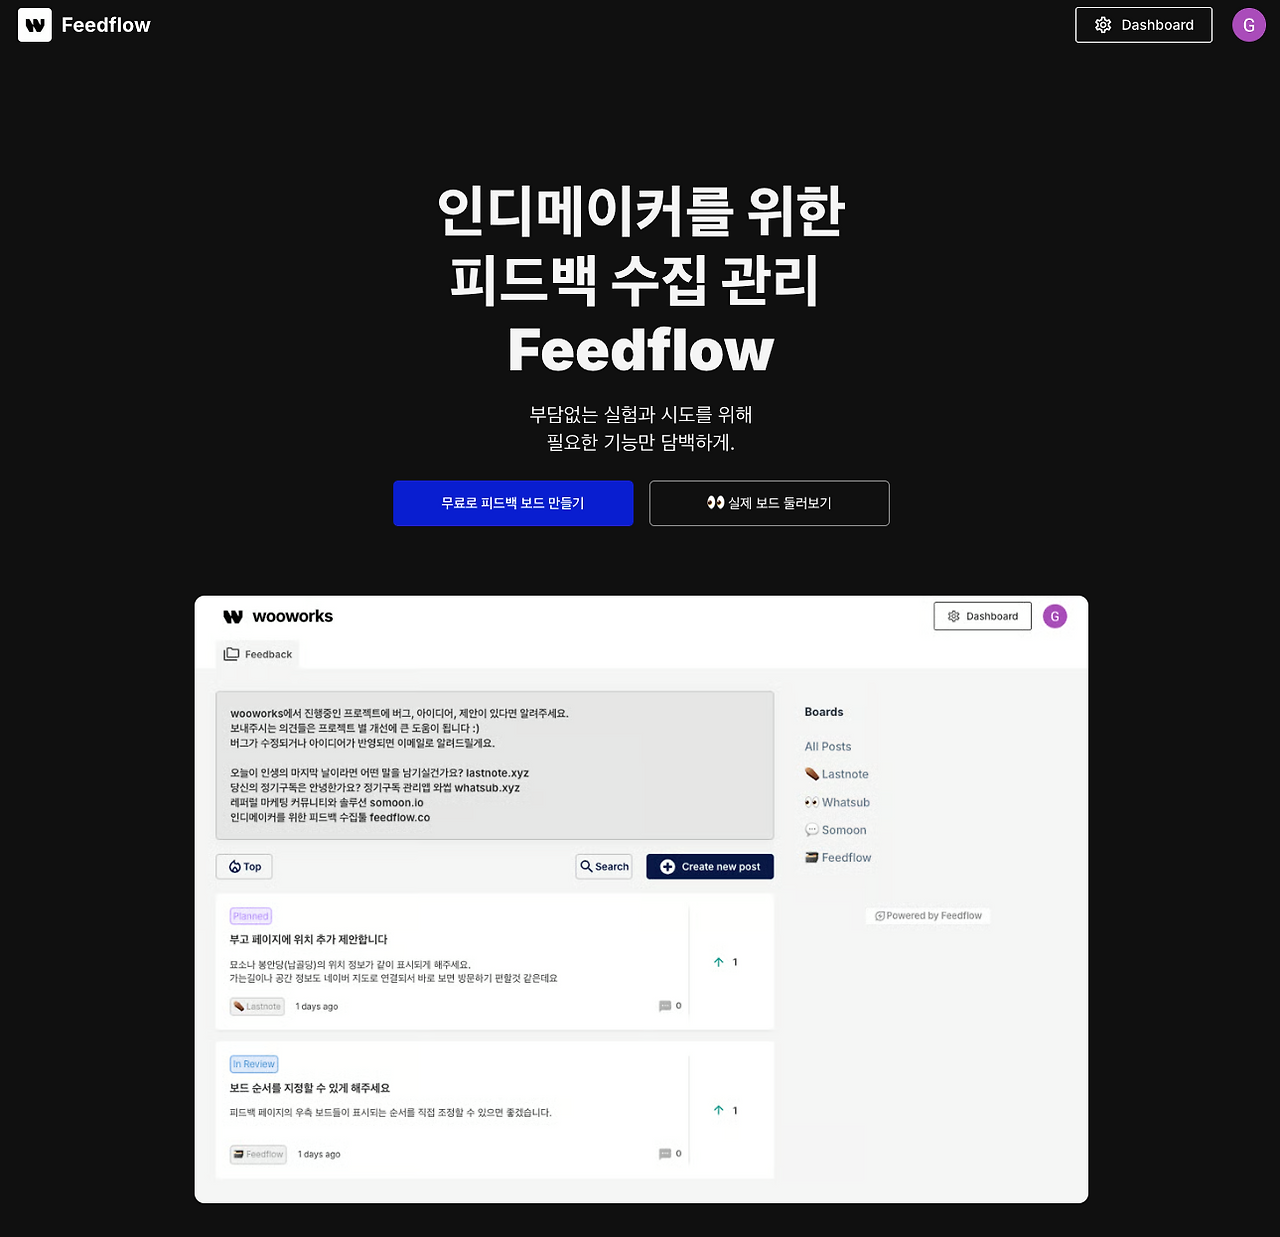 Feedflow
Dashboard
G
인디메이커를 위한
피드백 수집 관리
Feedflow
부담없는 실험과 시도를 위해
필요한 기능만 담백하게.
무료로 피드백 보드 만들기
👀 실제 보드 둘러보기
wooworks
Dashboard
G
Feedback
wooworks에서 진행중인 프로젝트에 버그, 아이디어, 제안이 있다면 알려주세요.
보내주시는 의견들은 프로젝트 별 개선에 큰 도움이 됩니다 :)
버그가 수정되거나 아이디어가 반영되면 이메일로 알려드릴게요.
오늘이 인생의 마지막 날이라면 어떤 말을 남기실건가요? lastnote.xyz
당신의 정기구독은 안녕한가요? 정기구독 관리앱 와썹 whatsub.xyz
레퍼럴 마케팅 커뮤니티와 솔루션 somoon.io
인디메이커를 위한 피드백 수집툴 feedflow.co
Top
Search
Create new post
Planned
부고 페이지에 위치 추가 제안합니다
묘소나 봉안당(납골당)의 위치 정보가 같이 표시되게 해주세요.
가는길이나 공간 정보도 네이버 지도로 연결되서 바로 보면 방문하기 편할것 같은데요
Lastnote
1 days ago
0
1
In Review
보드 순서를 지정할 수 있게 해주세요
피드백 페이지의 우측 보드들이 표시되는 순서를 직접 조정할 수 있으면 좋겠습니다.
Feedflow
1 days ago
0
1
Boards
All Posts
Lastnote
Whatsub
Somoon
Feedflow
Powered by Feedflow